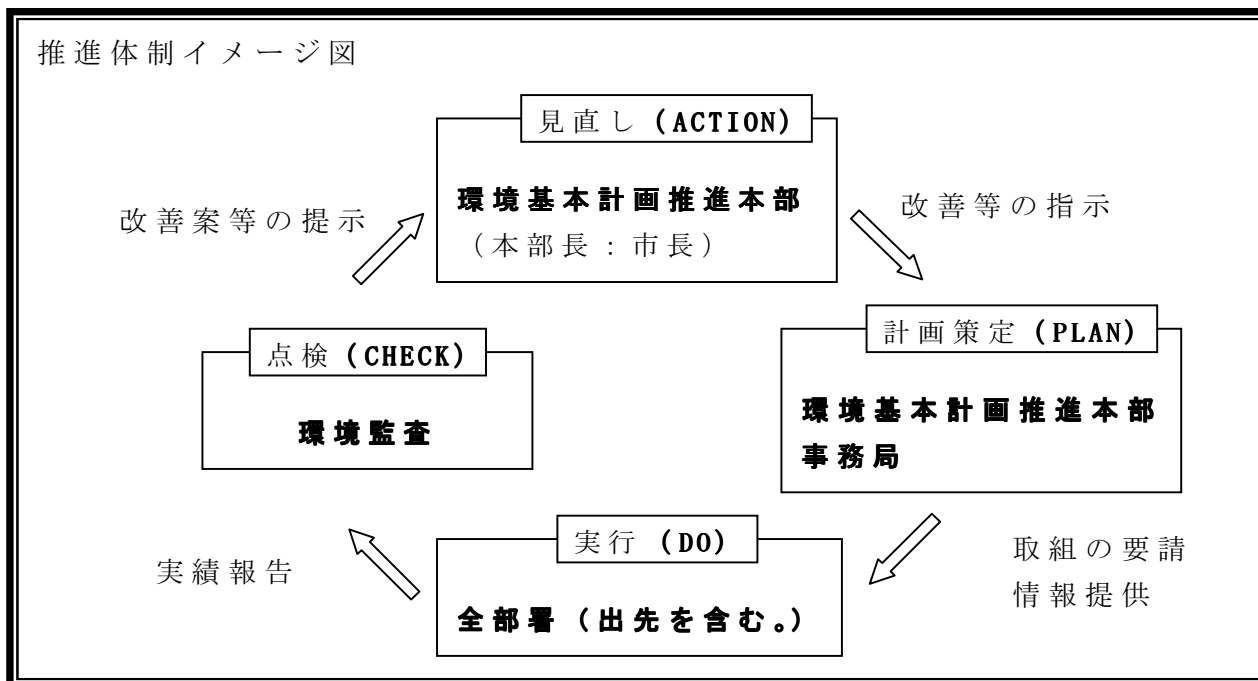 推進体制イメージ図
見直し(ACTION)
環境基本計画推進本部
(本部長:市長)
改善案等の提示
改善等の指示
点検(CHECK)
環境監査
計画策定(PLAN)
環境基本計画推進本部
事務局
実行(DO)
全部署(出先を含む。)
実績報告
取組の要請
情報提供